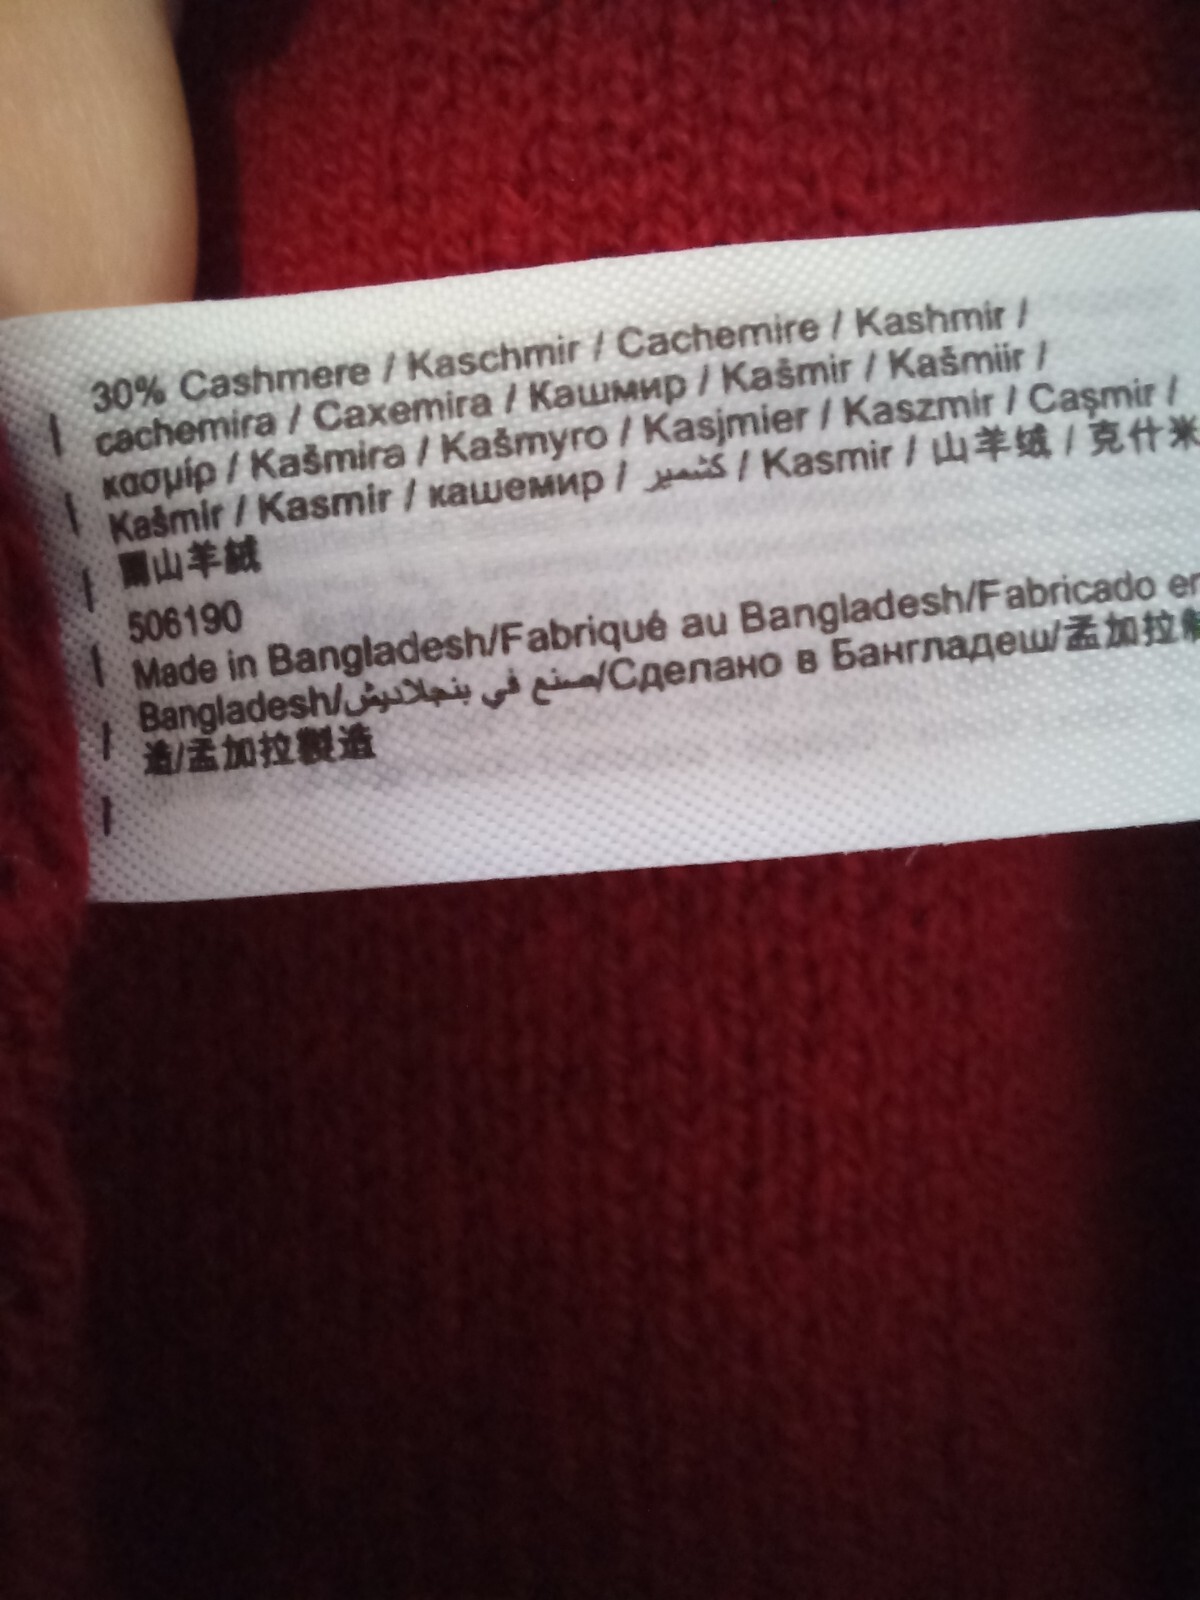 30% Cashmere / Kaschmir / Cachemire / Kashmir /
cachemira / Caxemira / Кашмир / Kašmir / Kašmiir /
κασμίρ / Kašmira / Kašmyro / Kasjmier / Kaszmir / Caşmir /
Kašmír / Kasmir / кашемир / كشمير / Kasmir / 山羊绒 / 克什米
爾山羊絨
506190
Made in Bangladesh/Fabriqué au Bangladesh/Fabricado en
Bangladesh/صنع في بنجلاديش/Сделано в Бангладеш/孟加拉
造/孟加拉製造